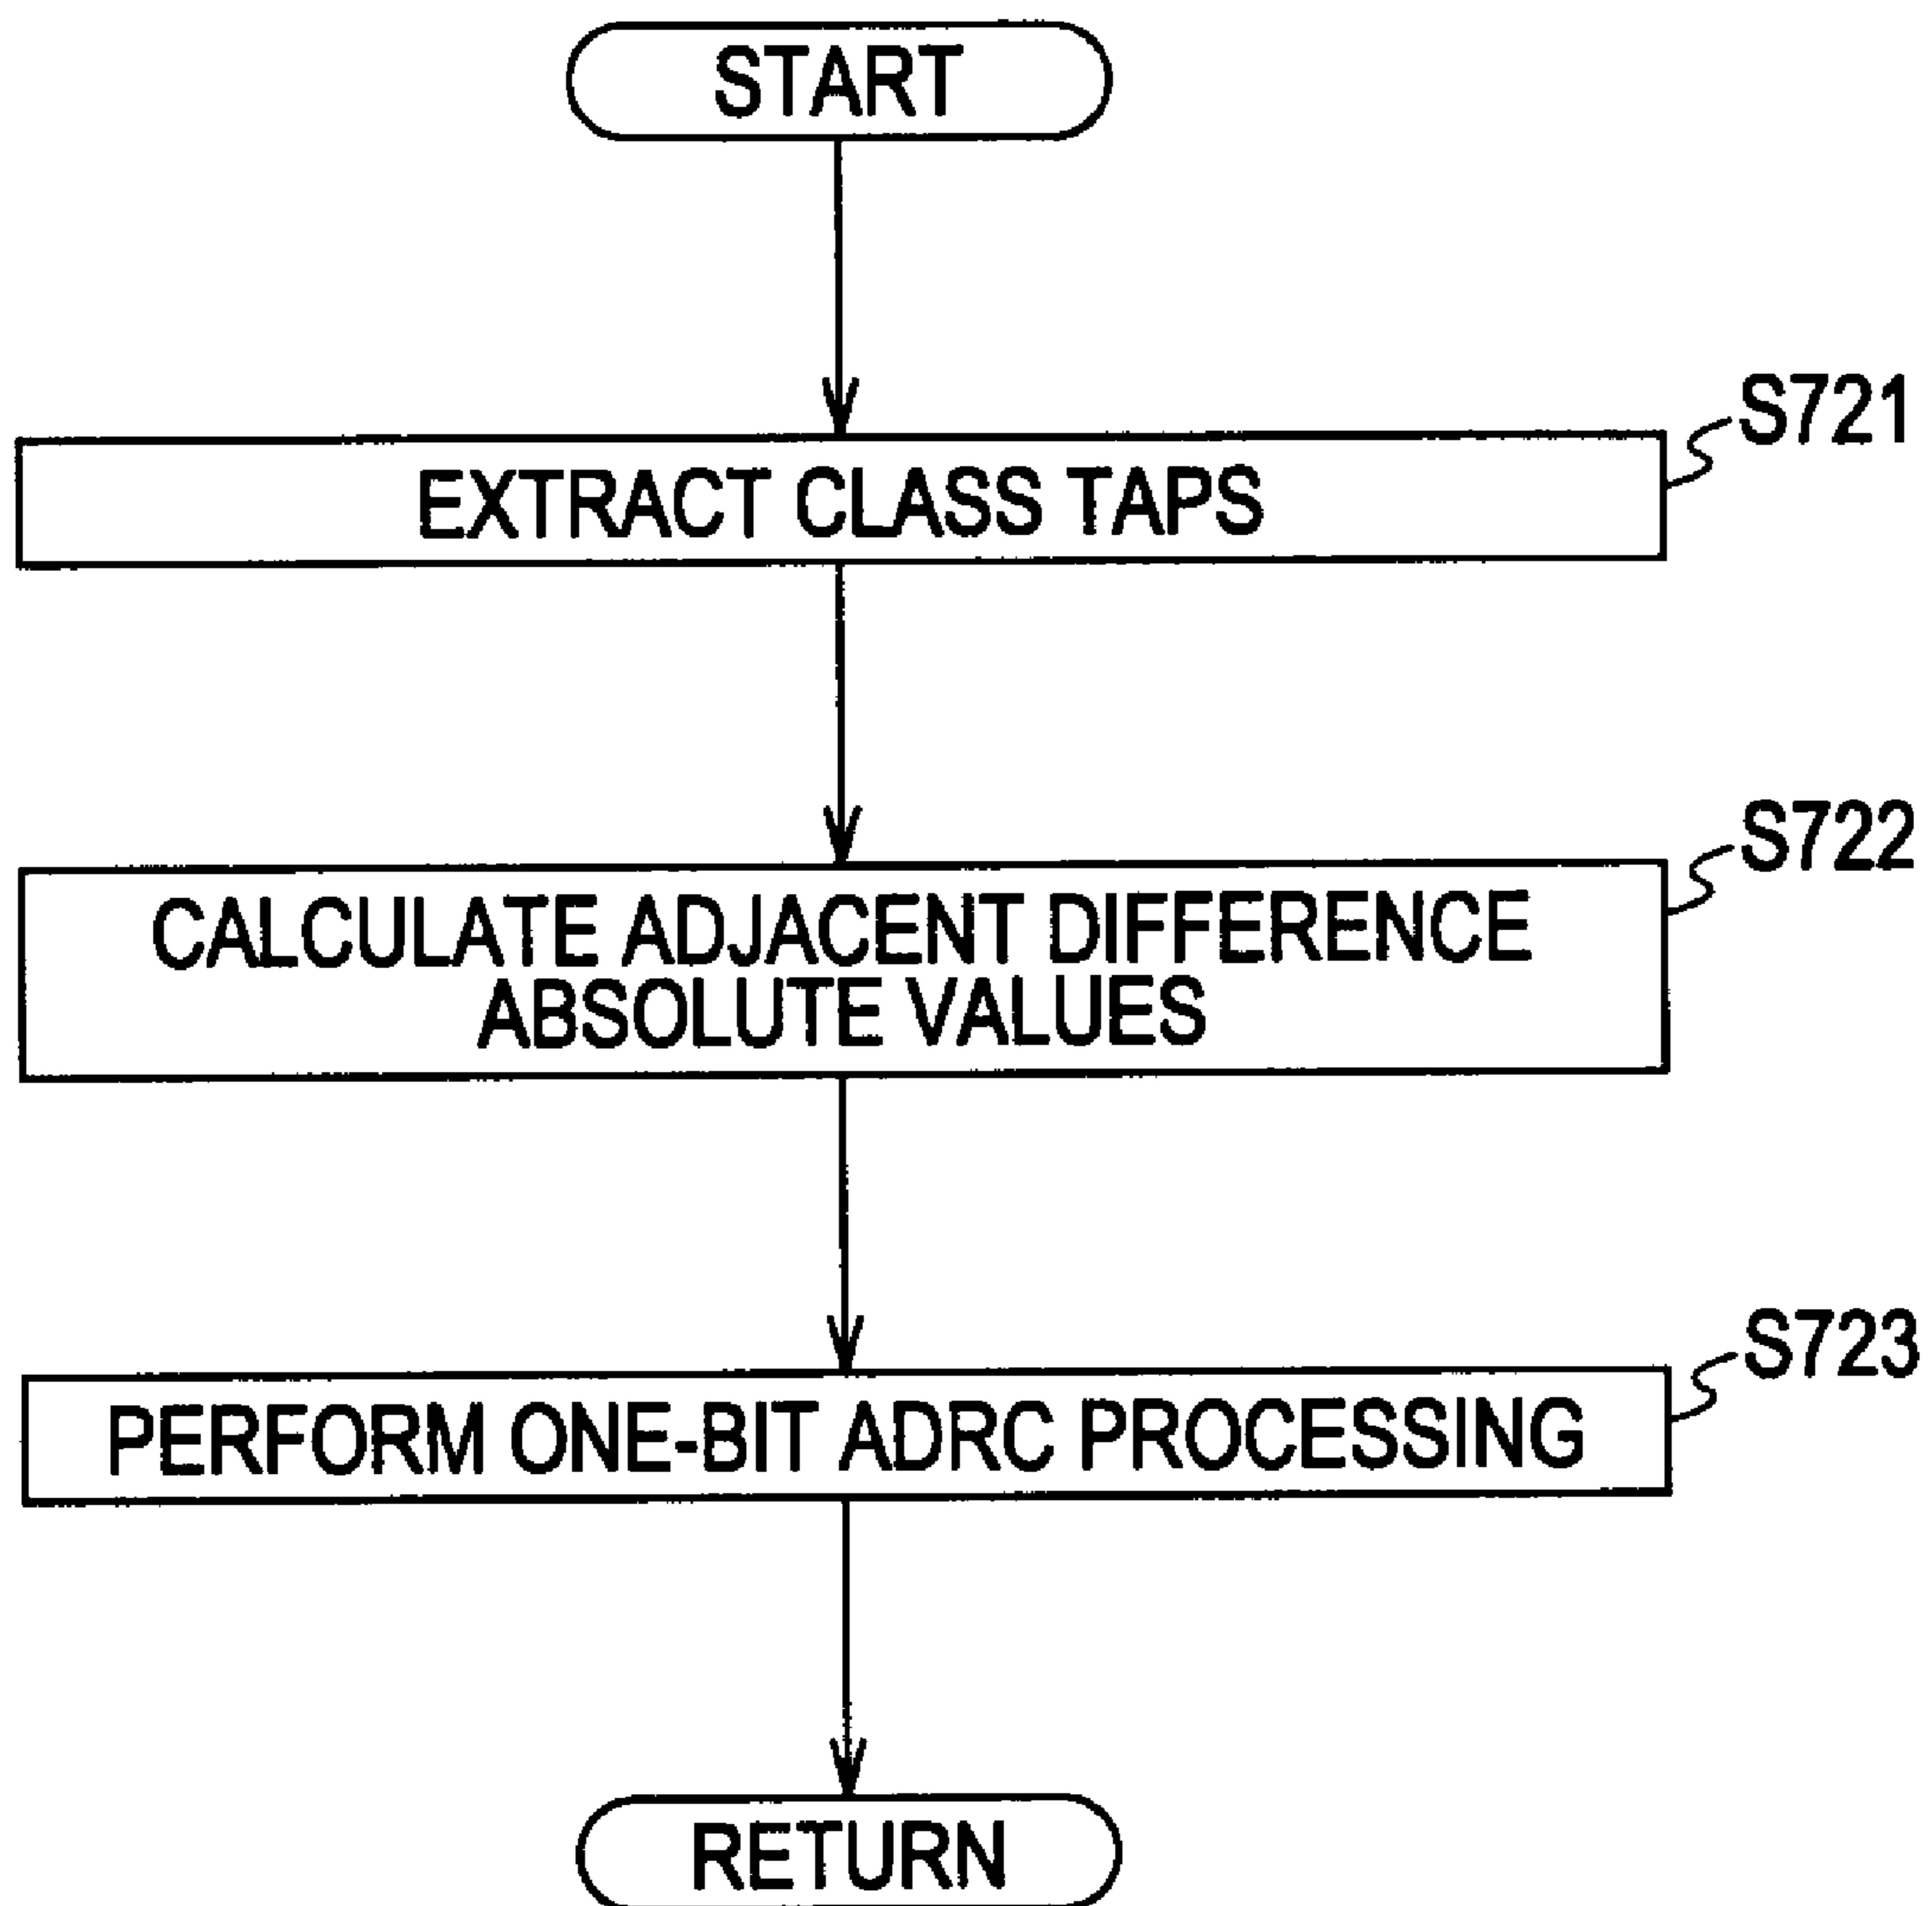 START
S721
EXTRACT CLASS TAPS
S722
CALCULATE ADJACENT DIFFERENCE
ABSOLUTE VALUES
S723
PERFORM ONE-BIT ADRC PROCESSING
RETURN